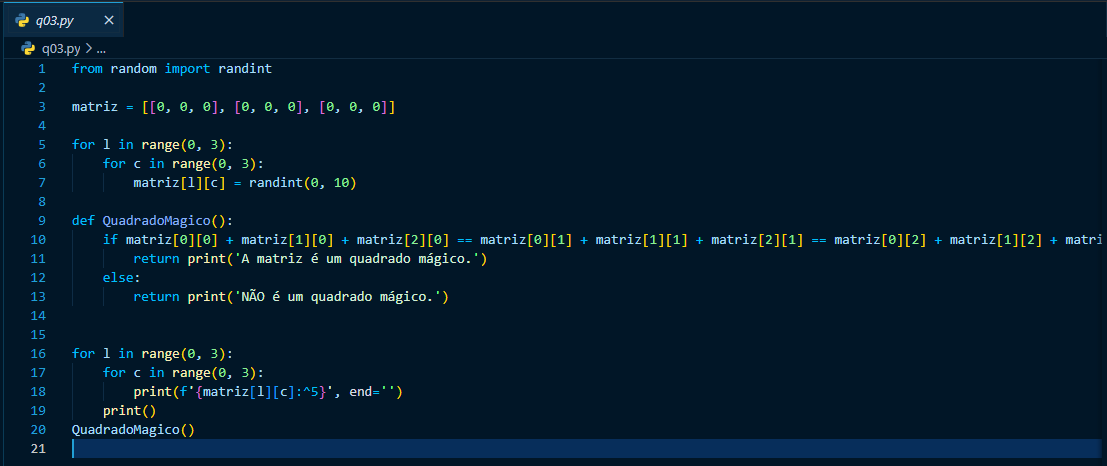 q03.py ×
q03.py > ...
1 from random import randint
2
3 matriz = [[0, 0, 0], [0, 0, 0], [0, 0, 0]]
4
5 for l in range(0, 3):
6     for c in range(0, 3):
7         matriz[l][c] = randint(0, 10)
8
9 def QuadradoMagico():
10     if matriz[0][0] + matriz[1][0] + matriz[2][0] == matriz[0][1] + matriz[1][1] + matriz[2][1] == matriz[0][2] + matriz[1][2] + matri
11         return print('A matriz é um quadrado mágico.')
12     else:
13         return print('NÃO é um quadrado mágico.')
14
15
16 for l in range(0, 3):
17     for c in range(0, 3):
18         print(f'{matriz[l][c]:^5}', end='')
19     print()
20 QuadradoMagico()
21